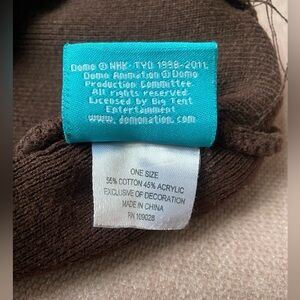 Domo © NHK-TYO 1998-2011.
Domo Animation © Domo
Production Committee.
All rights reserved.
Licensed by Big Tent
Entertainment
www.domonation.com
ONE SIZE
55% COTTON 45% ACRYLIC
EXCLUSIVE OF DECORATION
MADE IN CHINA
RN 109028